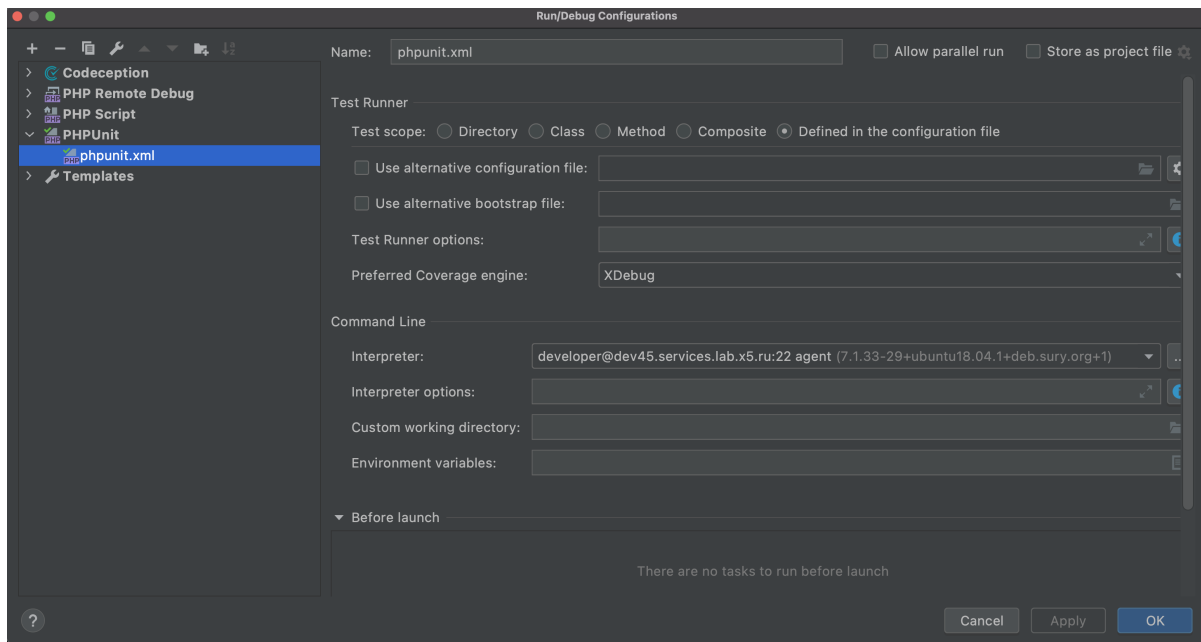 Run/Debug Configurations
Codeception
PHP Remote Debug
PHP Script
PHPUnit
phpunit.xml
Templates
Name: phpunit.xml Allow parallel run Store as project file
Test Runner
Test scope: Directory Class Method Composite Defined in the configuration file
Use alternative configuration file:
Use alternative bootstrap file:
Test Runner options:
Preferred Coverage engine: XDebug
Command Line
Interpreter: developer@dev45.services.lab.x5.ru:22 agent (7.1.33-29+ubuntu18.04.1+deb.sury.org+1) ..
Interpreter options:
Custom working directory:
Environment variables:
Before launch
There are no tasks to run before launch
? Cancel Apply OK